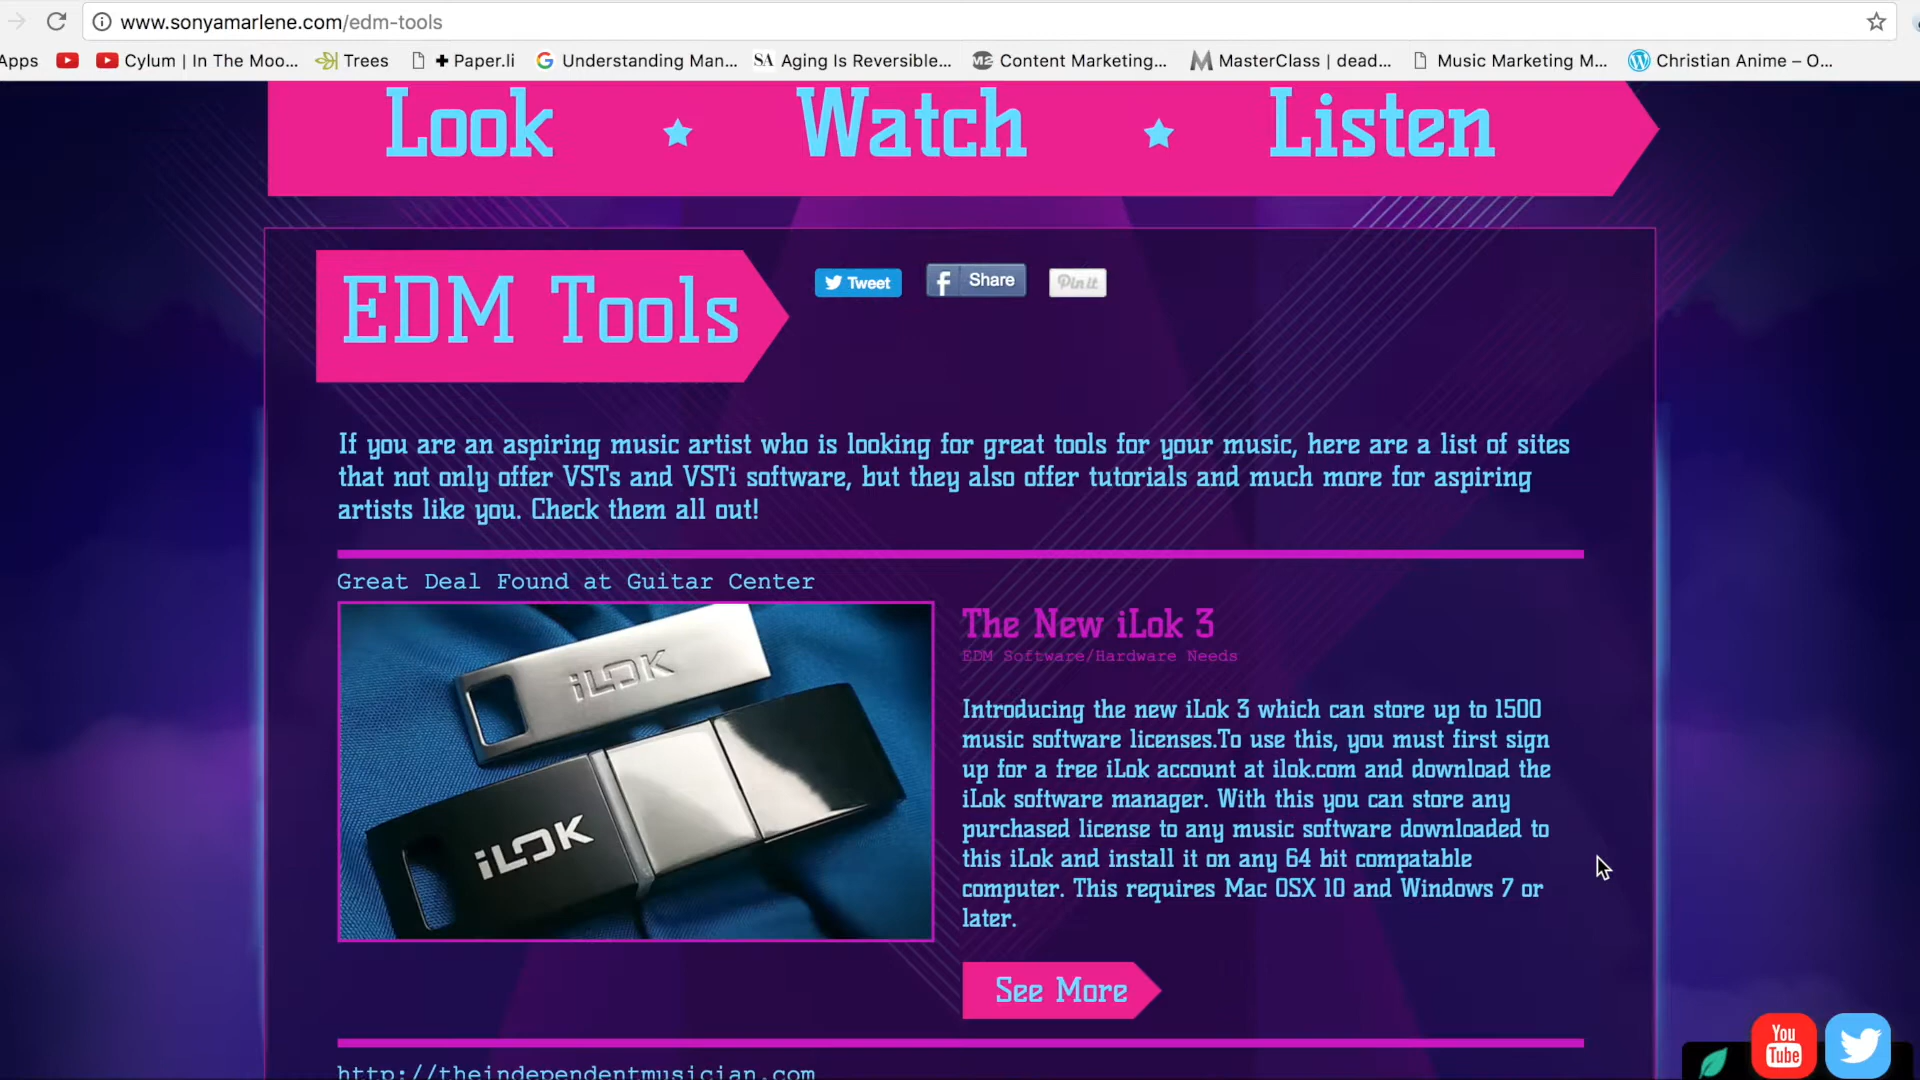 www.sonyamarlene.com/edm-tools
Apps Cylum | In The Moo... Trees Paper.li Understanding Man... SA Aging Is Reversible... M2 Content Marketing... MasterClass | dead... Music Marketing M... Christian Anime – O...
Look Watch Listen
EDM Tools
Tweet Share Pin it
If you are an aspiring music artist who is looking for great tools for your music, here are a list of sites
that not only offer VSTs and VSTi software, but they also offer tutorials and much more for aspiring
artists like you. Check them all out!
Great Deal Found at Guitar Center
iLOK
iLOK
The New iLok 3
EDM Software/Hardware Needs
Introducing the new iLok 3 which can store up to 1500
music software licenses.To use this, you must first sign
up for a free iLok account at ilok.com and download the
iLok software manager. With this you can store any
purchased license to any music software downloaded to
this iLok and install it on any 64 bit compatable
computer. This requires Mac OSX 10 and Windows 7 or
later.
See More
http://theindependentmusician.com
You
Tube